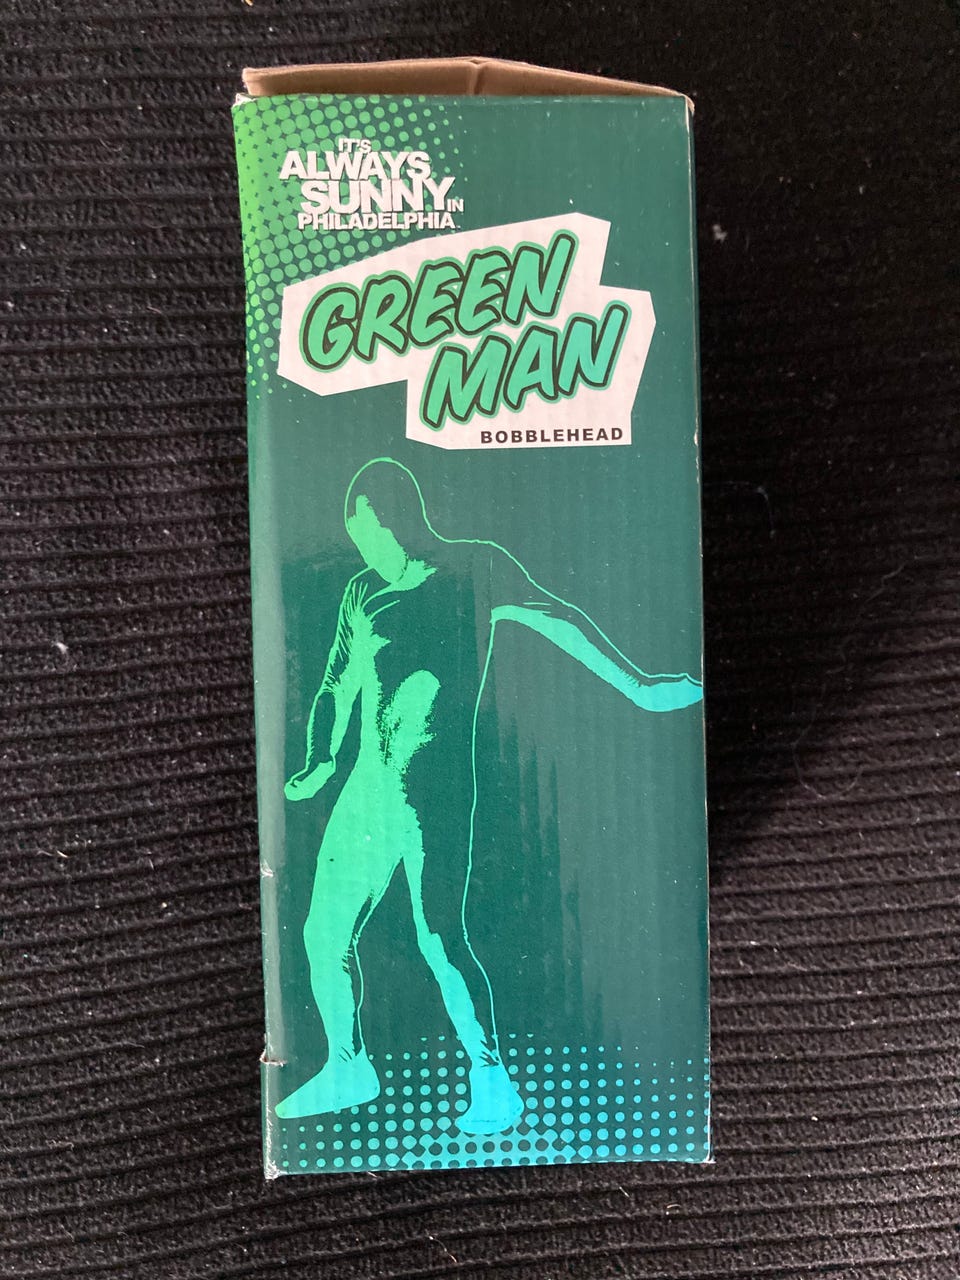 IT'S
ALWAYS
SUNNY IN
PHILADELPHIA
GREEN
MAN
BOBBLEHEAD